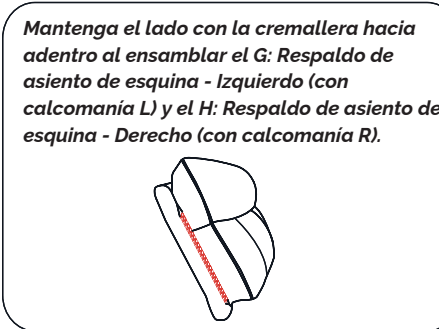 Mantenga el lado con la cremallera hacia
adentro al ensamblar el G: Respaldo de
asiento de esquina - Izquierdo (con
calcomanía L) y el H: Respaldo de asiento de
esquina - Derecho (con calcomanía R).